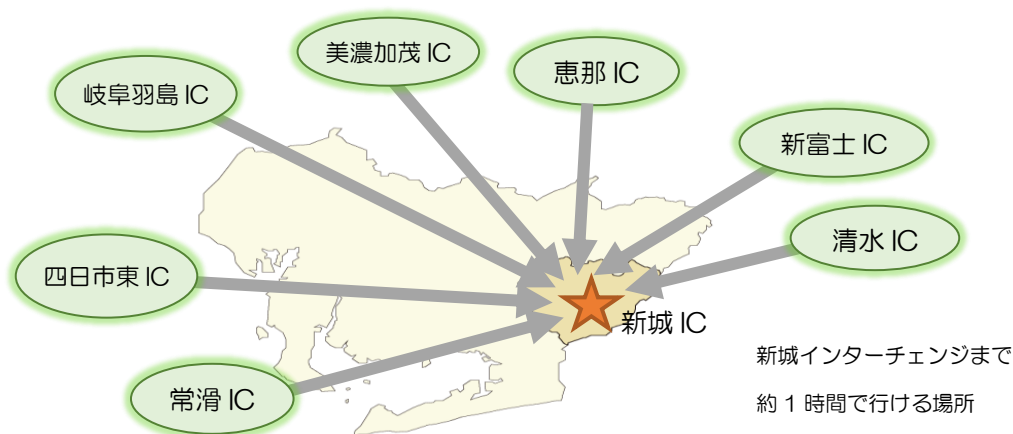 美濃加茂 IC
恵那 IC
岐阜羽島 IC
新富士 IC
清水 IC
四日市東 IC
新城 IC
常滑 IC
新城インターチェンジまで
約 1 時間で行ける場所